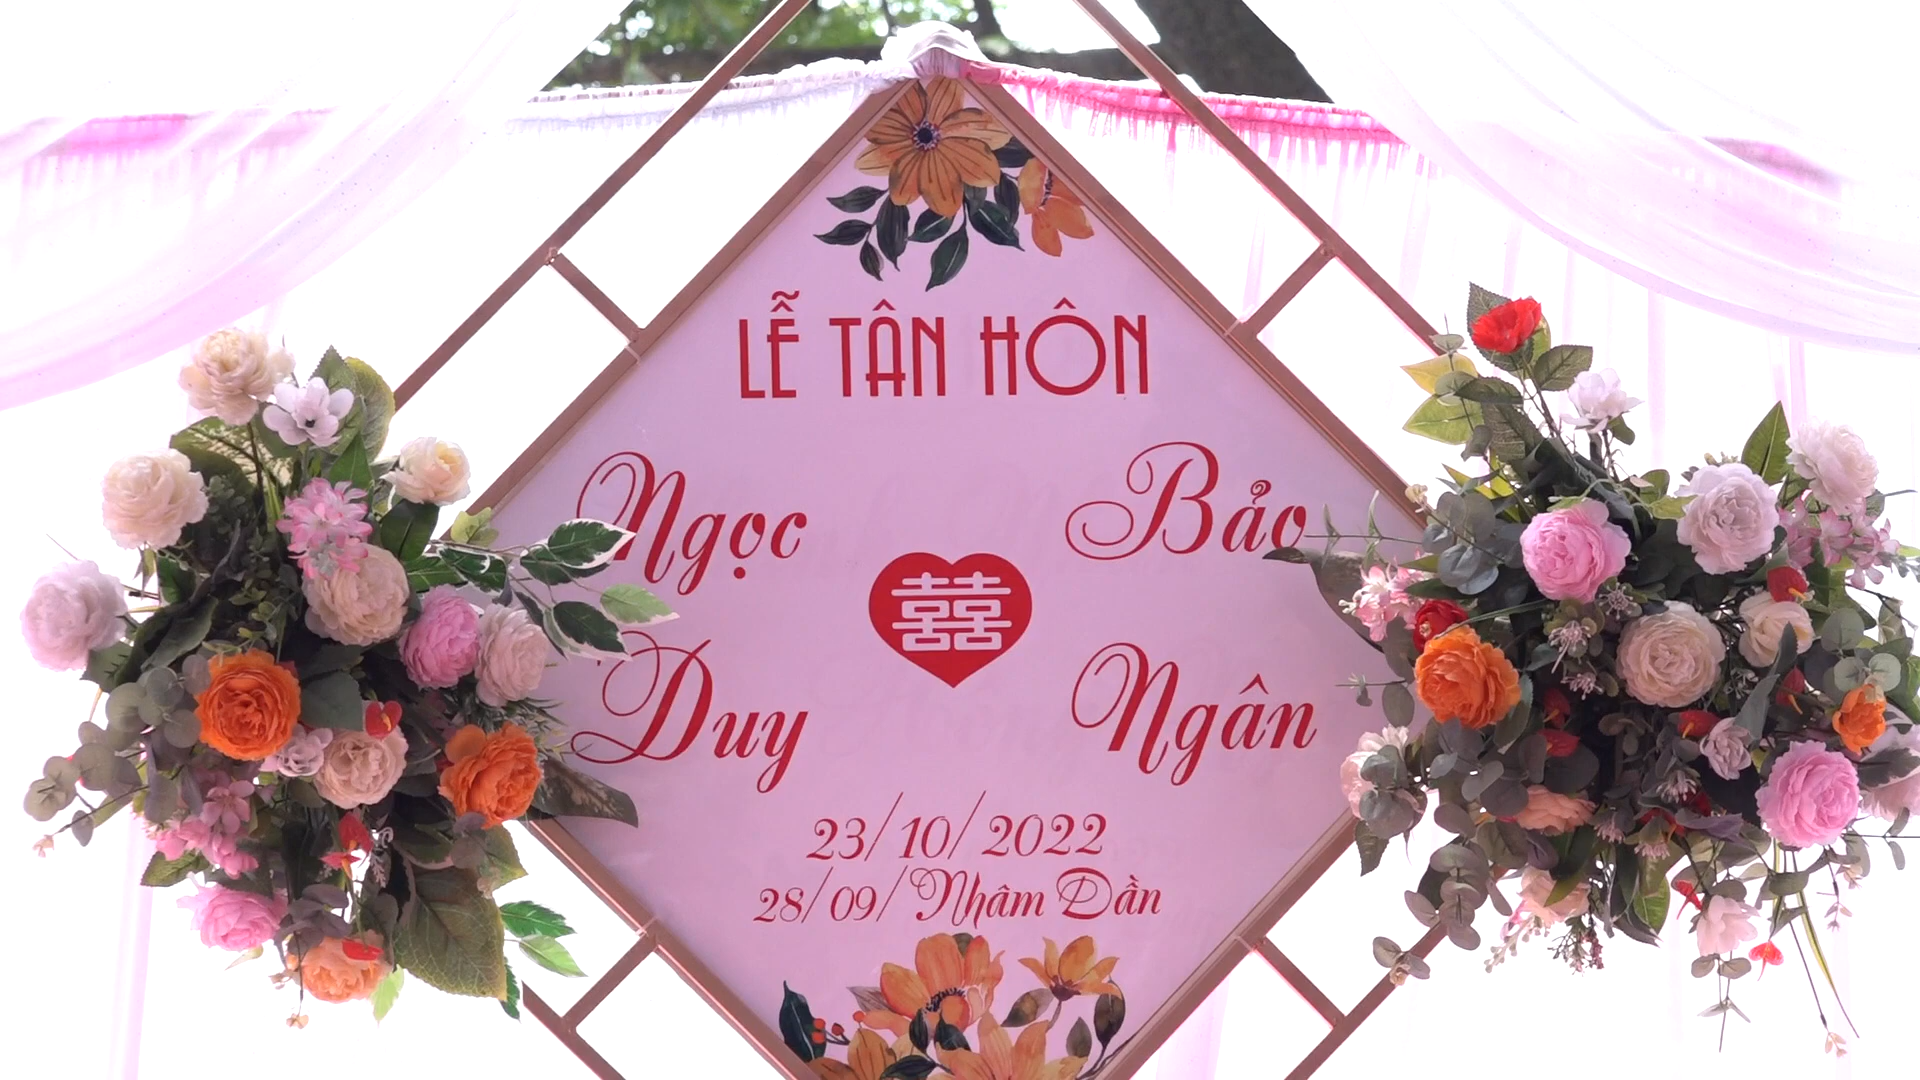 LỄ TÂN HÔN
Ngọc Bảo
囍
Duy Ngân
23/10/2022
28/09/Nhâm Dần